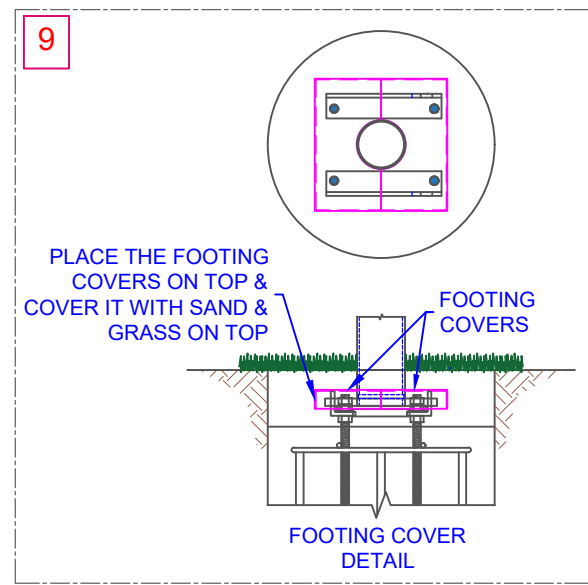 9
PLACE THE FOOTING
COVERS ON TOP &
COVER IT WITH SAND &
GRASS ON TOP
FOOTING
COVERS
FOOTING COVER
DETAIL